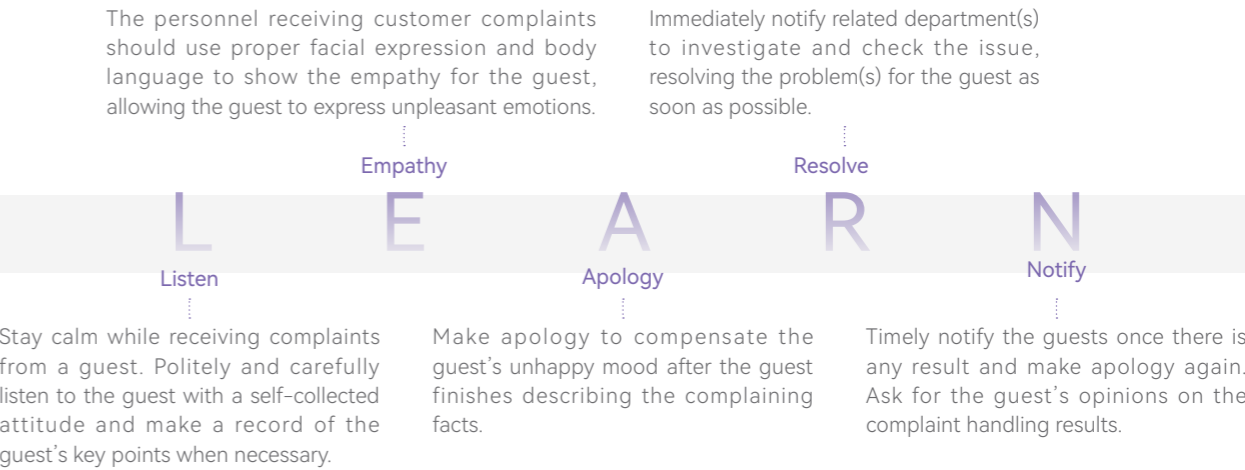 The personnel receiving customer complaints
should use proper facial expression and body
language to show the empathy for the guest,
allowing the guest to express unpleasant emotions.
Immediately notify related department(s)
to investigate and check the issue,
resolving the problem(s) for the guest as
soon as possible.
Empathy
Resolve
L E A R N
Listen
Apology
Notify
Stay calm while receiving complaints
from a guest. Politely and carefully
listen to the guest with a self-collected
attitude and make a record of the
guest's key points when necessary.
Make apology to compensate the
guest's unhappy mood after the guest
finishes describing the complaining
facts.
Timely notify the guests once there is
any result and make apology again.
Ask for the guest's opinions on the
complaint handling results.